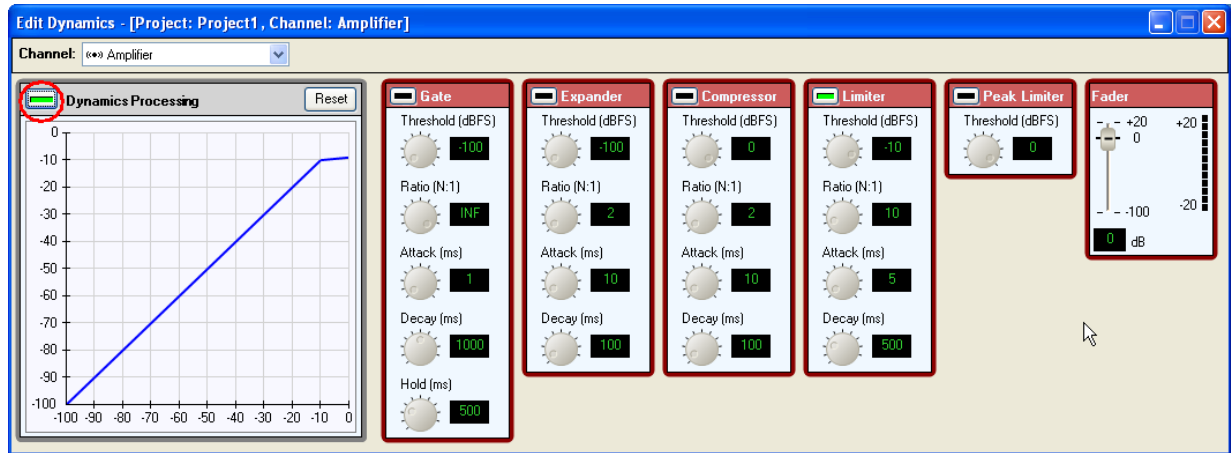 Edit Dynamics - [Project: Project1, Channel: Amplifier]
Channel: Amplifier
Dynamics Processing Reset
0
-10
-20
-30
-40
-50
-60
-70
-80
-90
-100
-100 -90 -80 -70 -60 -50 -40 -30 -20 -10 0
Gate
Threshold (dBFS)
-100
Ratio (N:1)
INF
Attack (ms)
1
Decay (ms)
1000
Hold (ms)
500
Expander
Threshold (dBFS)
-100
Ratio (N:1)
2
Attack (ms)
10
Decay (ms)
100
Compressor
Threshold (dBFS)
0
Ratio (N:1)
2
Attack (ms)
10
Decay (ms)
100
Limiter
Threshold (dBFS)
-10
Ratio (N:1)
10
Attack (ms)
5
Decay (ms)
500
Peak Limiter
Threshold (dBFS)
0
Fader
+20 +20
0
-100 -20
0 dB